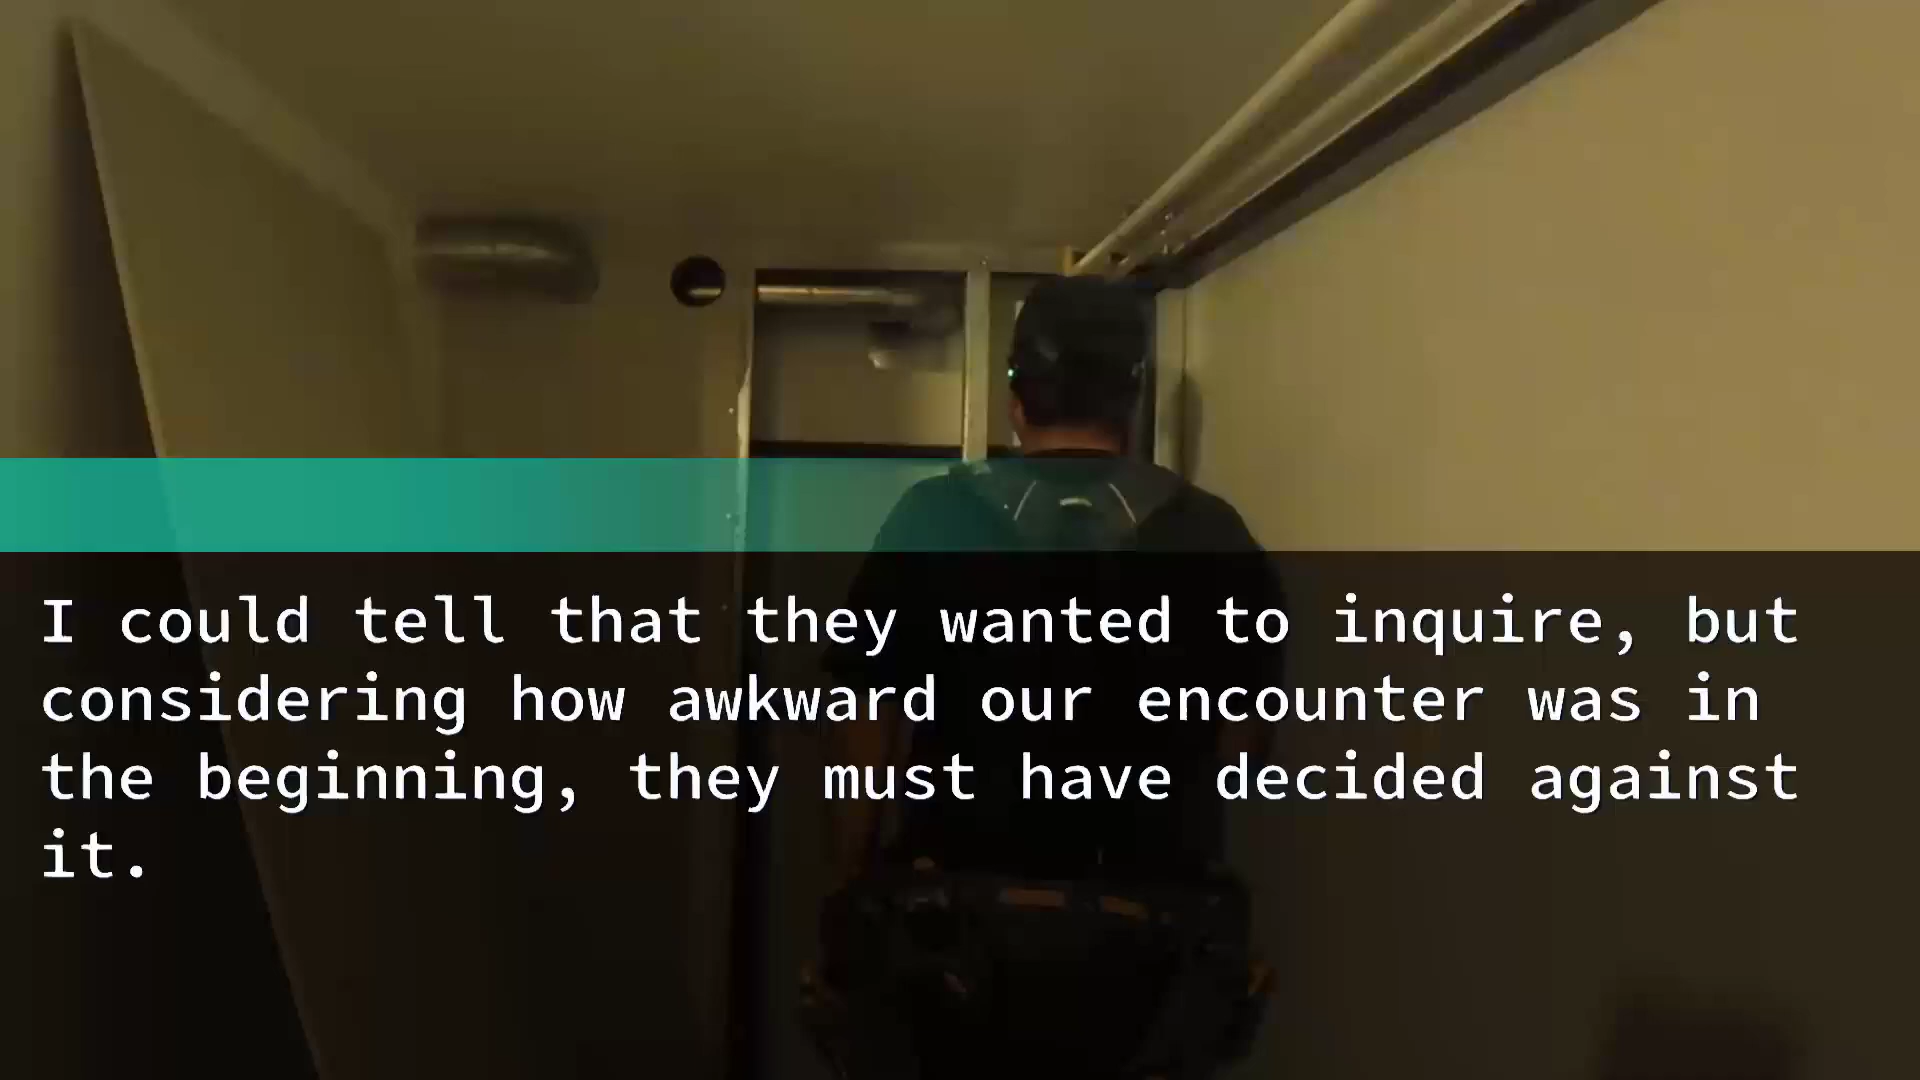 I could tell that they wanted to inquire, but
considering how awkward our encounter was in
the beginning, they must have decided against
it.